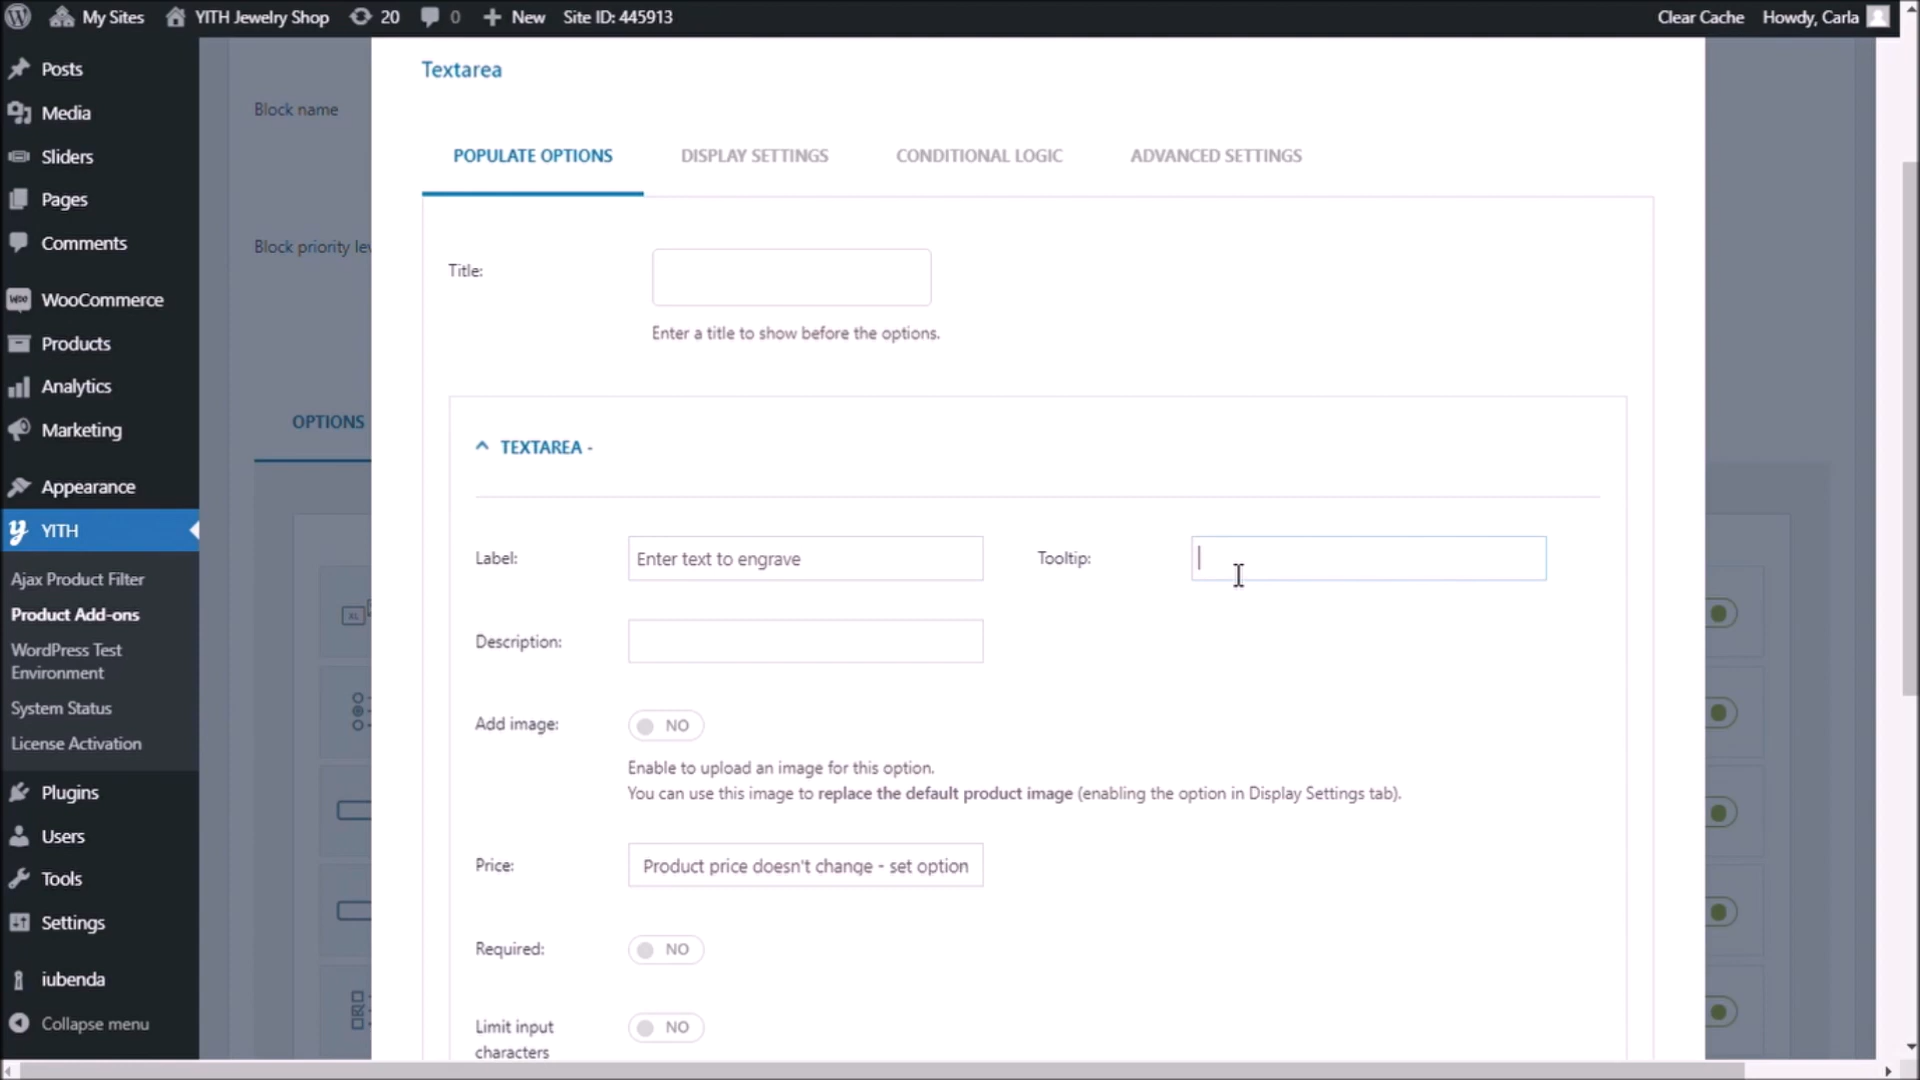 My Sites
YITH Jewelry Shop
20
0
New
Site ID: 445913
Clear Cache
Howdy, Carla
Posts
Media
Sliders
Pages
Comments
WooCommerce
Products
Analytics
Marketing
Appearance
YITH
Ajax Product Filter
Product Add-ons
WordPress Test
Environment
System Status
License Activation
Plugins
Users
Tools
Settings
iubenda
Collapse menu
Block name
Block priority lev
OPTIONS
XL
Textarea
POPULATE OPTIONS
DISPLAY SETTINGS
CONDITIONAL LOGIC
ADVANCED SETTINGS
Title:
Enter a title to show before the options.
TEXTAREA -
Label:
Enter text to engrave
Tooltip:
Description:
Add image:
NO
Enable to upload an image for this option.
You can use this image to replace the default product image (enabling the option in Display Settings tab).
Price:
Product price doesn't change - set option
Required:
NO
Limit input
characters
NO